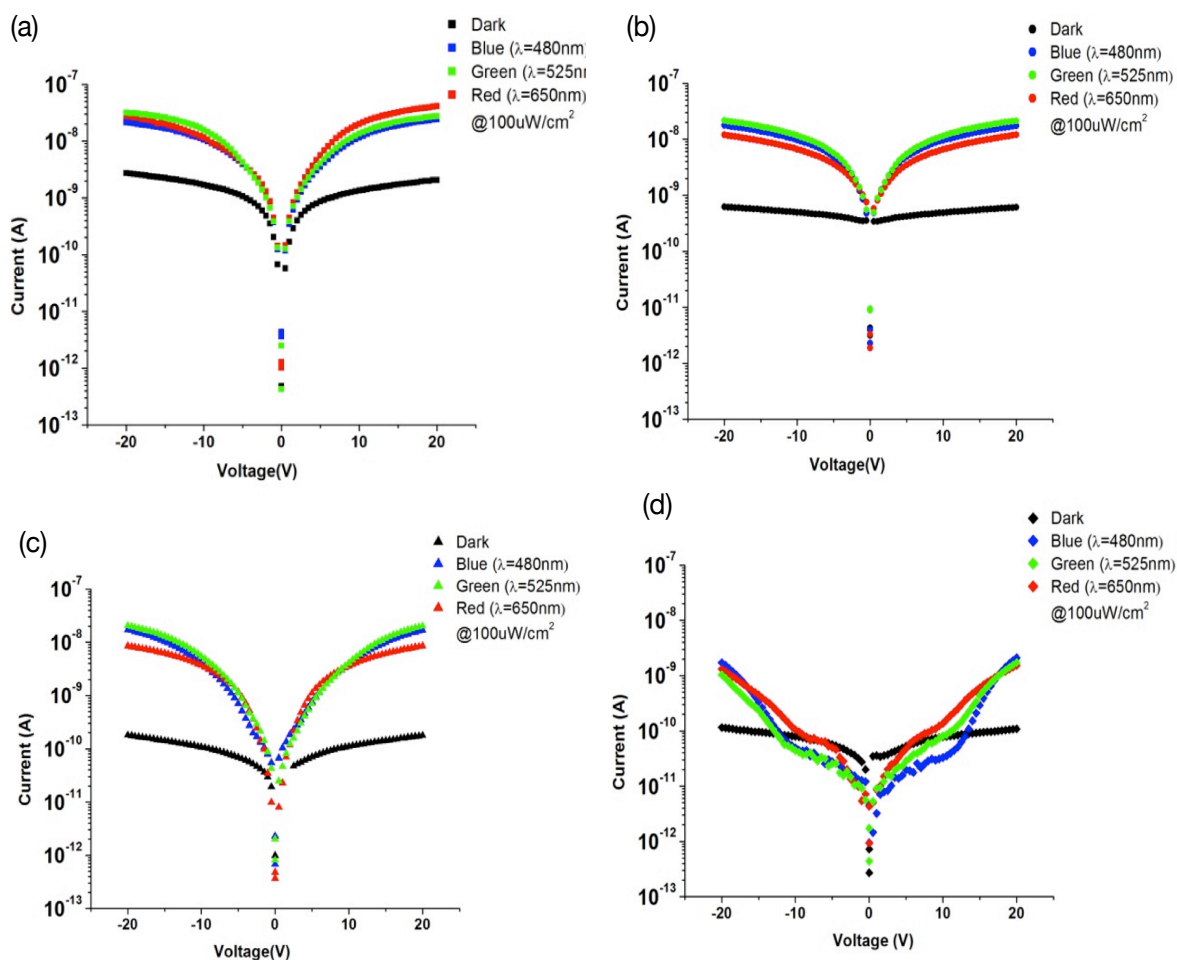 (a)
Dark
Blue (λ=480nm)
Green (λ=525nm
Red (λ=650nm)
@100uW/cm²
10⁻⁷
10⁻⁸
10⁻⁹
10⁻¹⁰
10⁻¹¹
10⁻¹²
10⁻¹³
Current (A)
-20 -10 0 10 20
Voltage(V)
(b)
Dark
Blue (λ=480nm)
Green (λ=525nm)
Red (λ=650nm)
@100uW/cm²
10⁻⁷
10⁻⁸
10⁻⁹
10⁻¹⁰
10⁻¹¹
10⁻¹²
10⁻¹³
Current (A)
-20 -10 0 10 20
Voltage(V)
(c)
Dark
Blue (λ=480nm)
Green (λ=525nm)
Red (λ=650nm)
@100uW/cm²
10⁻⁷
10⁻⁸
10⁻⁹
10⁻¹⁰
10⁻¹¹
10⁻¹²
10⁻¹³
Current (A)
-20 -10 0 10 20
Voltage(V)
(d)
Dark
Blue (λ=480nm)
Green (λ=525nm)
Red (λ=650nm)
@100uW/cm²
10⁻⁷
10⁻⁸
10⁻⁹
10⁻¹⁰
10⁻¹¹
10⁻¹²
10⁻¹³
Current (A)
-20 -10 0 10 20
Voltage (V)